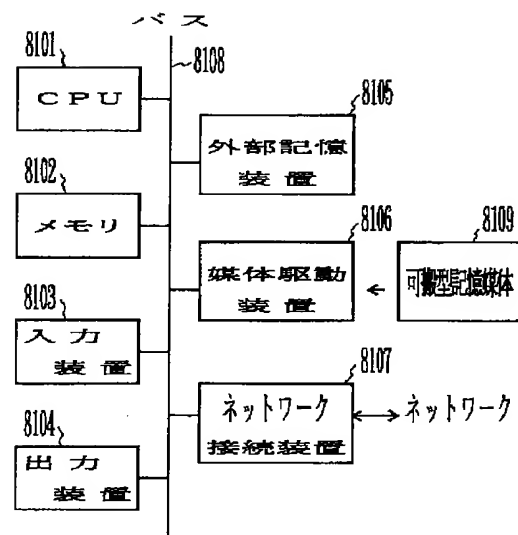 バス
8101
8108
CPU
8105
外部記憶
装置
8102
メモリ
8106
8109
媒体駆動
装置
可搬型記憶媒体
8103
入力
装置
8107
ネットワーク
接続装置
ネットワーク
8104
出力
装置